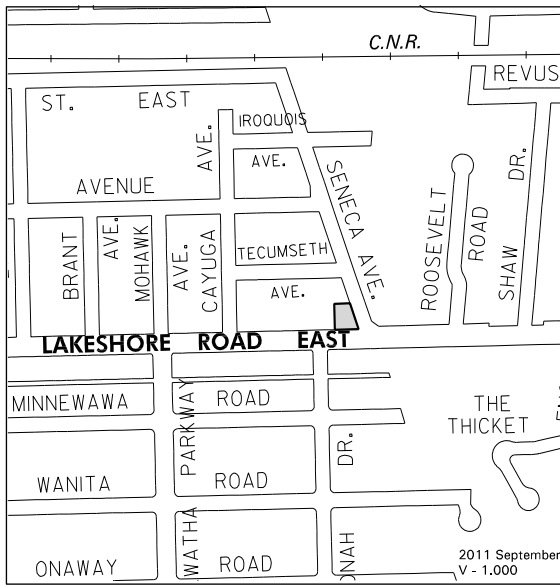 C.N.R.
REVUS
ST. EAST
IROQUOIS
AVE.
AVE.
AVENUE
SENECA AVE.
BRANT
AVE.
MOHAWK
AVE.
CAYUGA
TECUMSETH
AVE.
ROOSEVELT
ROAD
SHAW
DR.
LAKESHORE ROAD EAST
MINNEWAWA ROAD
PARKWAY
THE
THICKET
DR.
WANITA ROAD
WATHA
NAH
ONAWAY ROAD
2011 September
V - 1.000